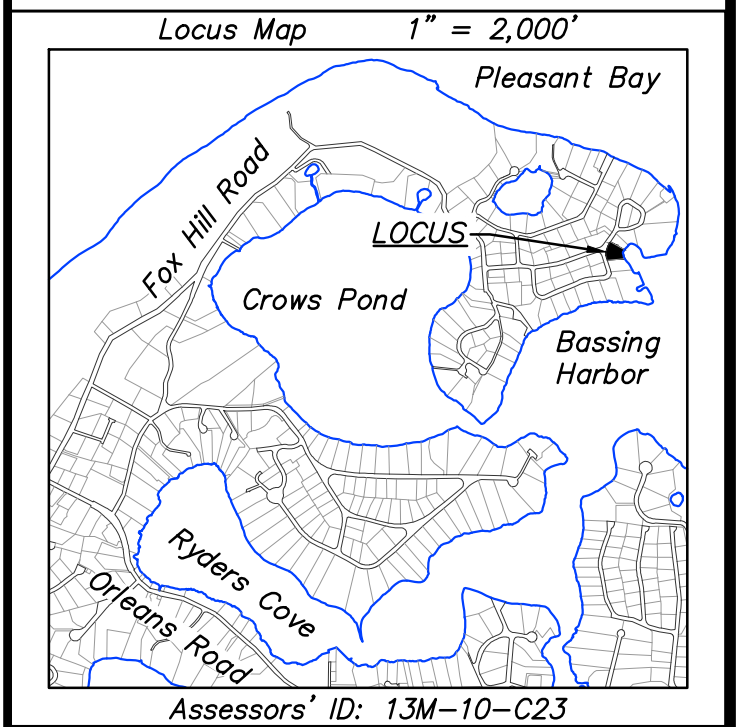 Locus Map 1" = 2,000'
Pleasant Bay
Fox Hill Road
LOCUS
Crows Pond
Bassing
Harbor
Ryders Cove
Orleans Road
Assessors' ID: 13M-10-C23